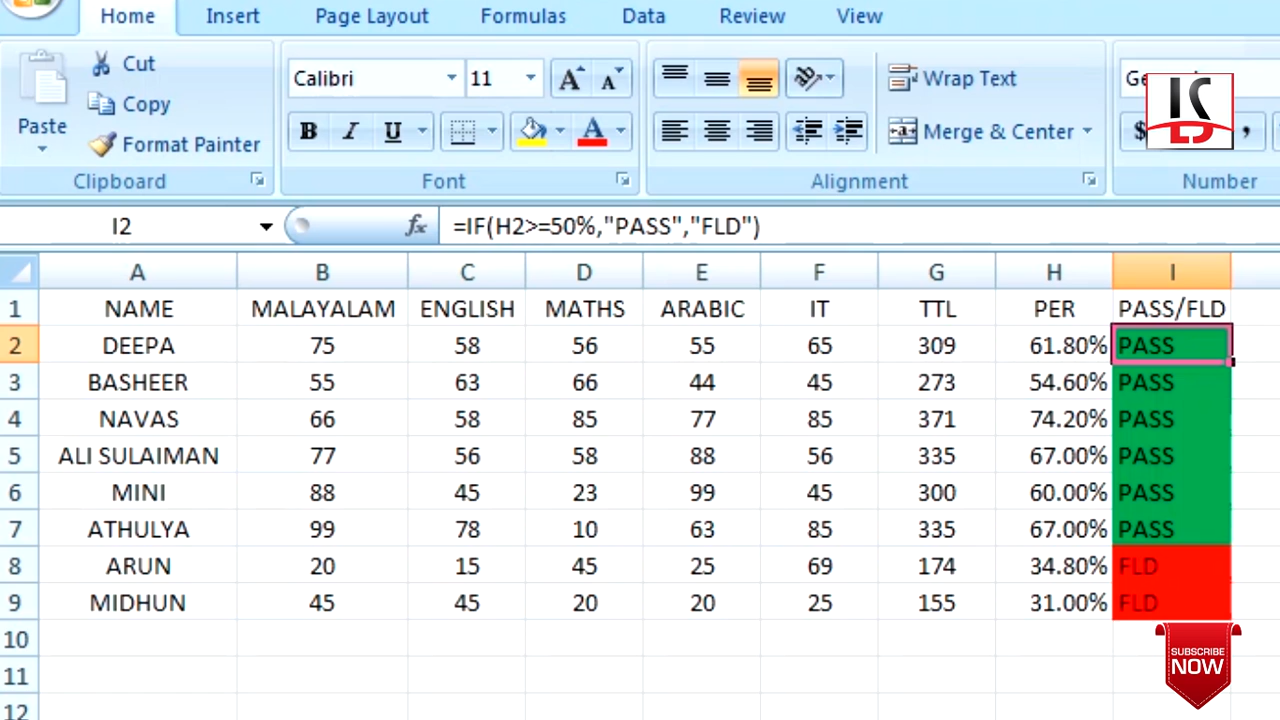 Home Insert Page Layout Formulas Data Review View
Cut
Calibri 11 A A Wrap Text
Copy
Paste
Format Painter B I U A Merge & Center $ ,
Clipboard Font Alignment Number
I2 fx =IF(H2>=50%,"PASS","FLD")
A B C D E F G H I
1 NAME MALAYALAM ENGLISH MATHS ARABIC IT TTL PER PASS/FLD
2 DEEPA 75 58 56 55 65 309 61.80% PASS
3 BASHEER 55 63 66 44 45 273 54.60% PASS
4 NAVAS 66 58 85 77 85 371 74.20% PASS
5 ALI SULAIMAN 77 56 58 88 56 335 67.00% PASS
6 MINI 88 45 23 99 45 300 60.00% PASS
7 ATHULYA 99 78 10 63 85 335 67.00% PASS
8 ARUN 20 15 45 25 69 174 34.80% FLD
9 MIDHUN 45 45 20 20 25 155 31.00% FLD
10
11
12
SUBSCRIBE
NOW